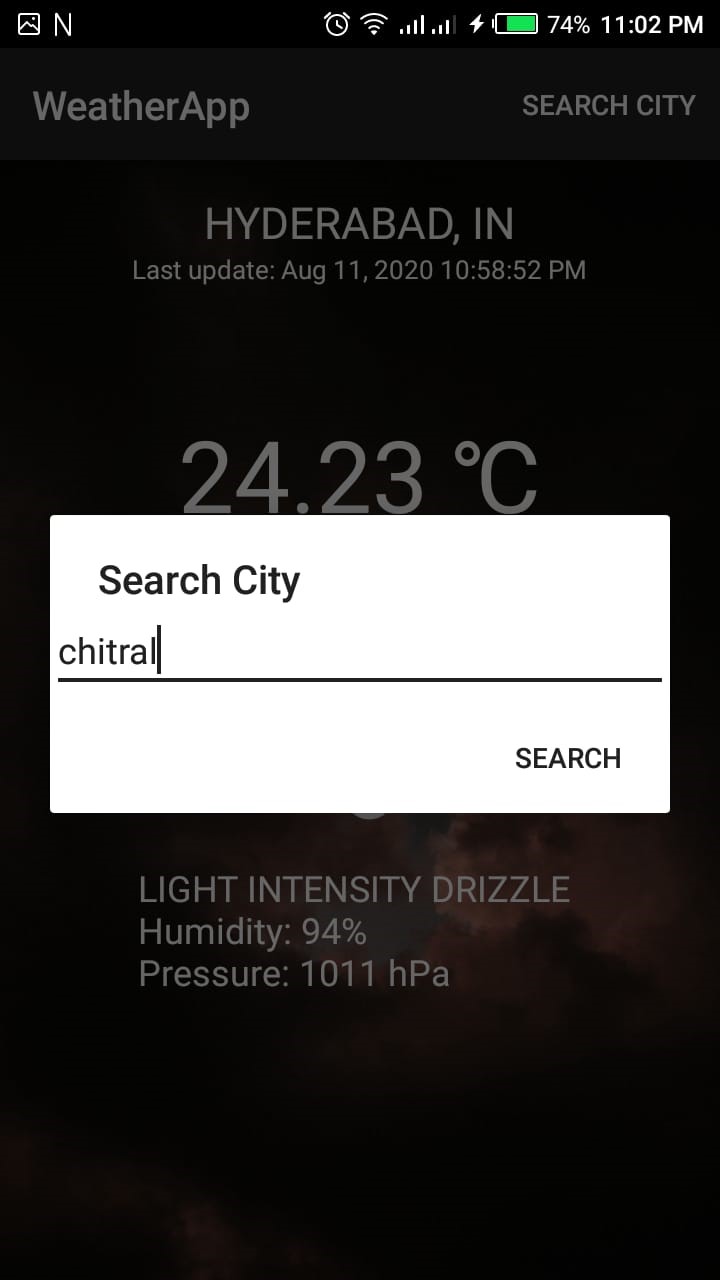 74% 11:02 PM
WeatherApp SEARCH CITY
HYDERABAD, IN
Last update: Aug 11, 2020 10:58:52 PM
24.23 ℃
Search City
chitral
SEARCH
LIGHT INTENSITY DRIZZLE
Humidity: 94%
Pressure: 1011 hPa